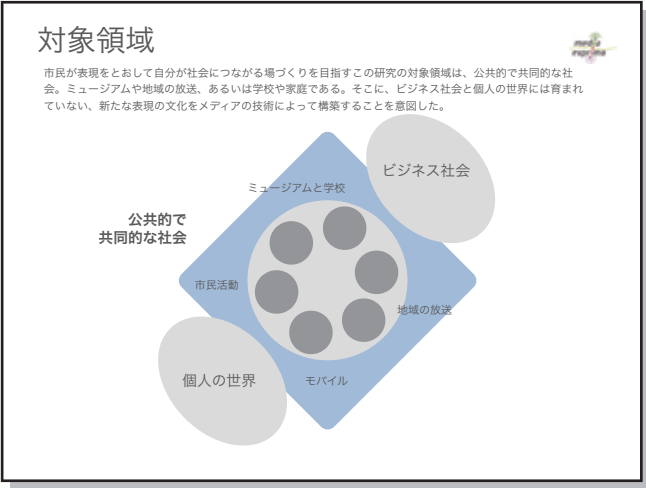 対象領域
市民が表現をとおして自分が社会につながる場づくりを目指すこの研究の対象領域は、公共的で共同的な社
会。ミュージアムや地域の放送、あるいは学校や家庭である。そこに、ビジネス社会と個人の世界には育まれ
ていない、新たな表現の文化をメディアの技術によって構築することを意図した。
ビジネス社会
ミュージアムと学校
公共的で
共同的な社会
市民活動
地域の放送
個人の世界
モバイル